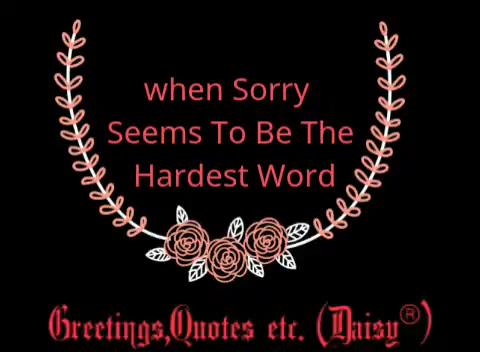 when Sorry
Seems To Be The
Hardest Word
Greetings,Quotes etc. (Daisy®)